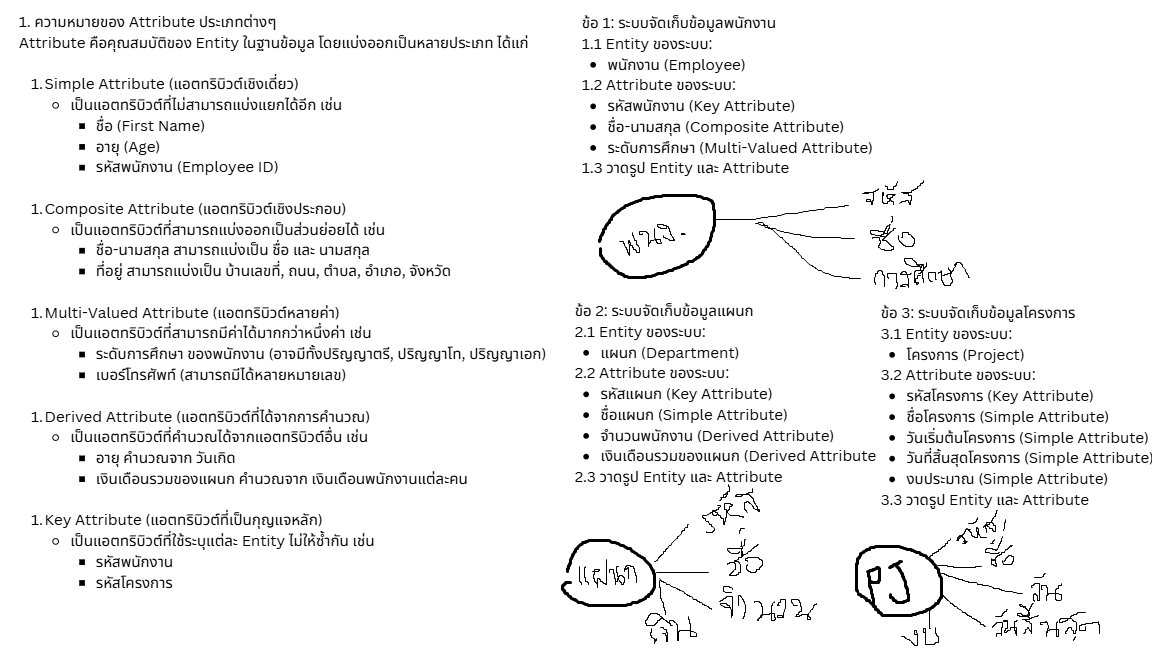 1. ความหมายของ Attribute ประเภทต่างๆ
Attribute คือคุณสมบัติของ Entity ในฐานข้อมูล โดยแบ่งออกเป็นหลายประเภท ได้แก่
1. Simple Attribute (แอตทริบิวต์เชิงเดี่ยว)
เป็นแอตทริบิวต์ที่ไม่สามารถแบ่งแยกได้อีก เช่น
ชื่อ (First Name)
อายุ (Age)
รหัสพนักงาน (Employee ID)
1. Composite Attribute (แอตทริบิวต์เชิงประกอบ)
เป็นแอตทริบิวต์ที่สามารถแบ่งออกเป็นส่วนย่อยได้ เช่น
ชื่อ-นามสกุล สามารถแบ่งเป็น ชื่อ และ นามสกุล
ที่อยู่ สามารถแบ่งเป็น บ้านเลขที่, ถนน, ตำบล, อำเภอ, จังหวัด
1. Multi-Valued Attribute (แอตทริบิวต์หลายค่า)
เป็นแอตทริบิวต์ที่สามารถมีค่าได้มากกว่าหนึ่งค่า เช่น
ระดับการศึกษา ของพนักงาน (อาจมีทั้งปริญญาตรี, ปริญญาโท, ปริญญาเอก)
เบอร์โทรศัพท์ (สามารถมีได้หลายหมายเลข)
1. Derived Attribute (แอตทริบิวต์ที่ได้จากการคำนวณ)
เป็นแอตทริบิวต์ที่คำนวณได้จากแอตทริบิวต์อื่น เช่น
อายุ คำนวณจาก วันเกิด
เงินเดือนรวมของแผนก คำนวณจาก เงินเดือนพนักงานแต่ละคน
1. Key Attribute (แอตทริบิวต์ที่เป็นกุญแจหลัก)
เป็นแอตทริบิวต์ที่ใช้ระบุแต่ละ Entity ไม่ให้ซ้ำกัน เช่น
รหัสพนักงาน
รหัสโครงการ
ข้อ 1: ระบบจัดเก็บข้อมูลพนักงาน
1.1 Entity ของระบบ:
พนักงาน (Employee)
1.2 Attribute ของระบบ:
รหัสพนักงาน (Key Attribute)
ชื่อ-นามสกุล (Composite Attribute)
ระดับการศึกษา (Multi-Valued Attribute)
1.3 วาดรูป Entity และ Attribute
พนง.
รหัส
ชื่อ
การศึกษา
ข้อ 2: ระบบจัดเก็บข้อมูลแผนก
2.1 Entity ของระบบ:
แผนก (Department)
2.2 Attribute ของระบบ:
รหัสแผนก (Key Attribute)
ชื่อแผนก (Simple Attribute)
จำนวนพนักงาน (Derived Attribute)
เงินเดือนรวมของแผนก (Derived Attribute
2.3 วาดรูป Entity และ Attribute
แผนก
รหัส
ชื่อ
จำนวน
เงิน
ข้อ 3: ระบบจัดเก็บข้อมูลโครงการ
3.1 Entity ของระบบ:
โครงการ (Project)
3.2 Attribute ของระบบ:
รหัสโครงการ (Key Attribute)
ชื่อโครงการ (Simple Attribute)
วันเริ่มต้นโครงการ (Simple Attribute)
วันที่สิ้นสุดโครงการ (Simple Attribute)
งบประมาณ (Simple Attribute)
3.3 วาดรูป Entity และ Attribute
PJ
รหัส
ชื่อ
วัน
วันสิ้นสุด
งบ